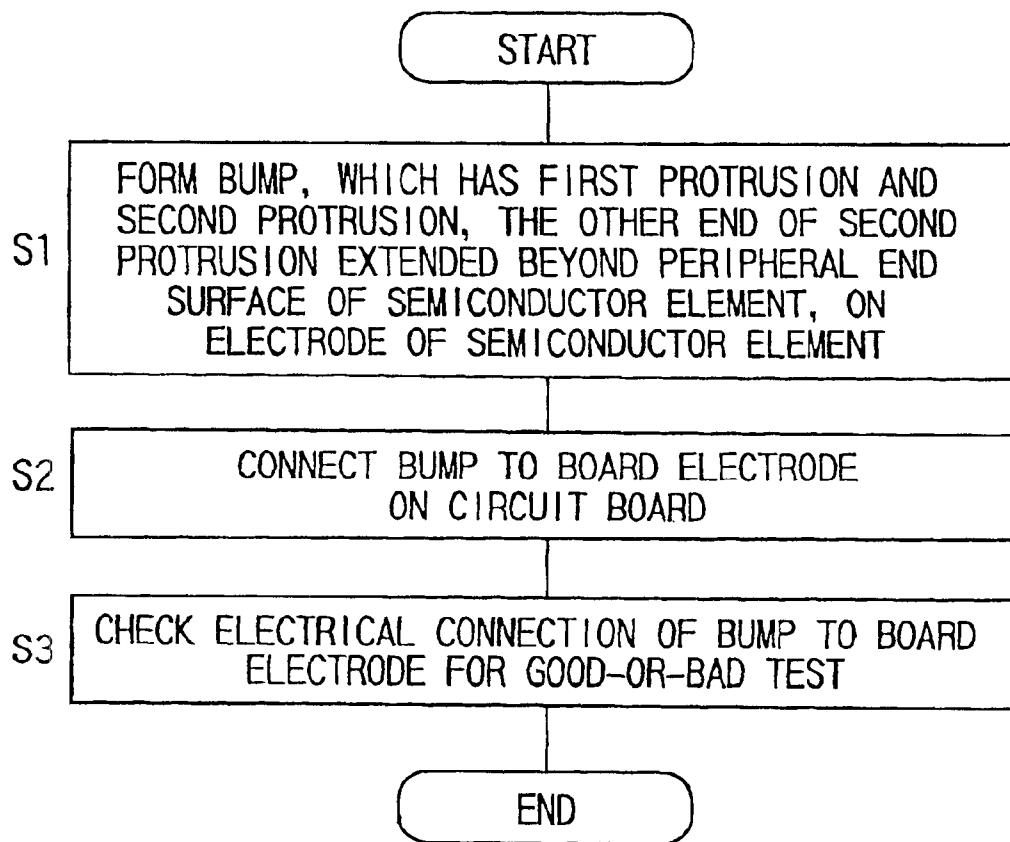 START
S1
FORM BUMP, WHICH HAS FIRST PROTRUSION AND
SECOND PROTRUSION, THE OTHER END OF SECOND
PROTRUSION EXTENDED BEYOND PERIPHERAL END
SURFACE OF SEMICONDUCTOR ELEMENT, ON
ELECTRODE OF SEMICONDUCTOR ELEMENT
S2
CONNECT BUMP TO BOARD ELECTRODE
ON CIRCUIT BOARD
S3
CHECK ELECTRICAL CONNECTION OF BUMP TO BOARD
ELECTRODE FOR GOOD-OR-BAD TEST
END